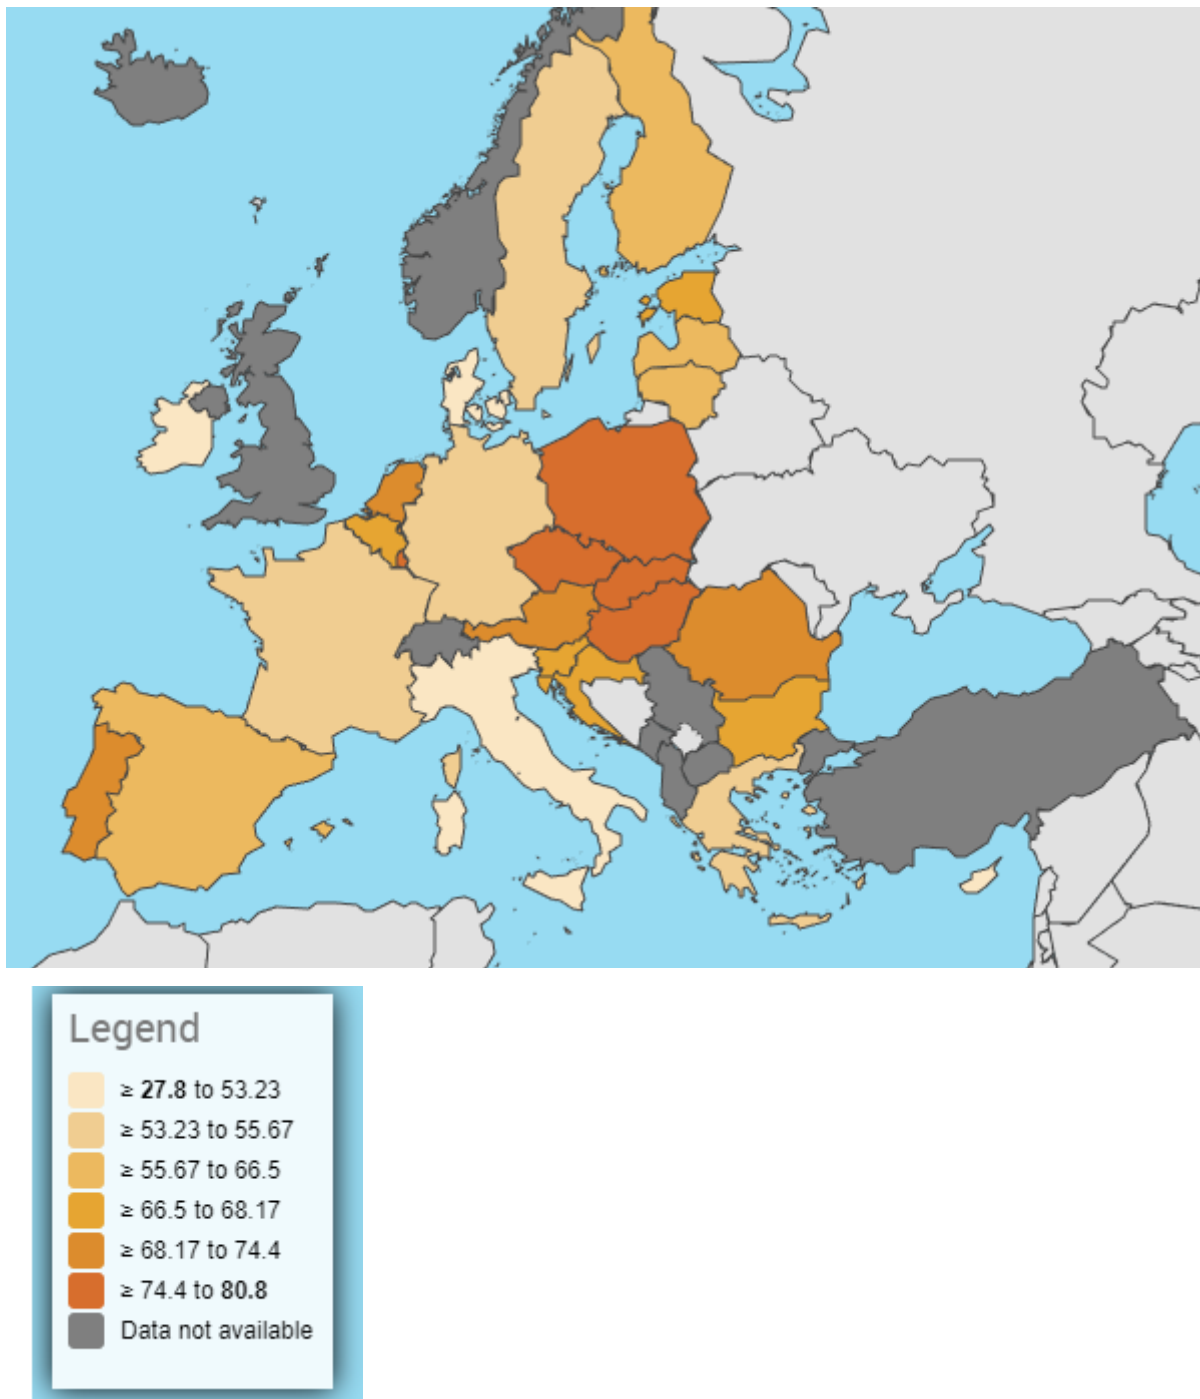 Legend
≥ 27.8 to 53.23
≥ 53.23 to 55.67
≥ 55.67 to 66.5
≥ 66.5 to 68.17
≥ 68.17 to 74.4
≥ 74.4 to 80.8
Data not available